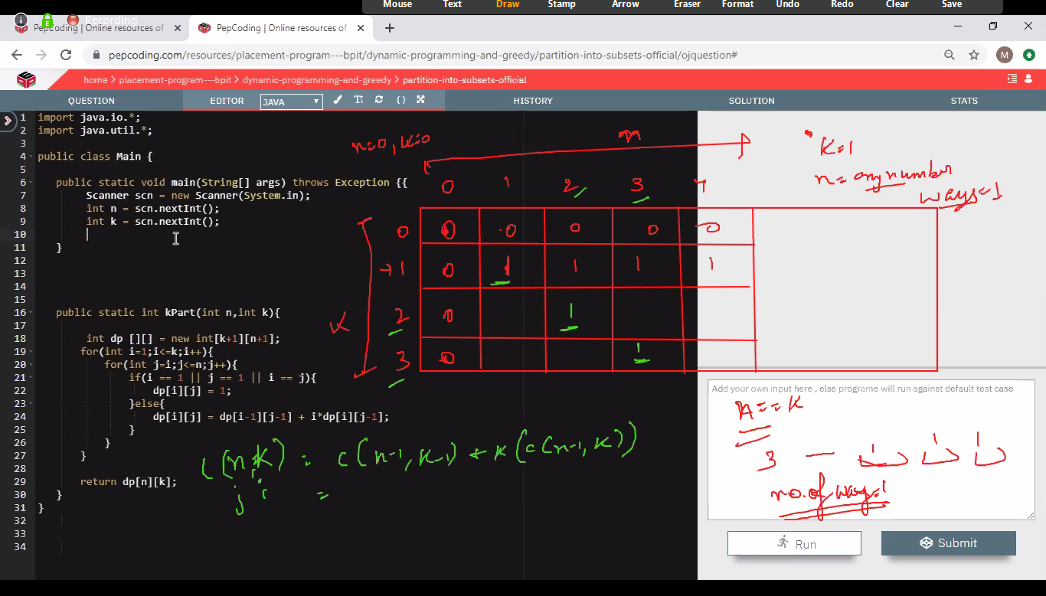 Mouse Text Draw Stamp Arrow Eraser Format Undo Redo Clear Save
Recording
PepCoding | Online resources of × PepCoding | Online resources of × +
pepcoding.com/resources/placement-program---bpit/dynamic-programming-and-greedy/partition-into-subsets-official/ojquestion#
M
home > placement-program---bpit > dynamic-programming-and-greedy > partition-into-subsets-official
QUESTION EDITOR JAVA HISTORY SOLUTION STATS
1 import java.io.*;
2 import java.util.*;
3
4 public class Main {
5
6 public static void main(String[] args) throws Exception {{
7 Scanner scn = new Scanner(System.in);
8 int n = scn.nextInt();
9 int k = scn.nextInt();
10
11 }
12
13
14
15
16 public static int kPart(int n,int k){
17
18 int dp [][] = new int[k+1][n+1];
19 for(int i=1;i<=k;i++){
20 for(int j=i;j<=n;j++){
21 if(i == 1 || j == 1 || i == j){
22 dp[i][j] = 1;
23 }else{
24 dp[i][j] = dp[i-1][j-1] + i*dp[i][j-1];
25 }
26 }
27 }
28
29 return dp[n][k];
30 }
31 }
32
33
34
n=0, k=0
n
K=1
n= any number
ways=1
0 1 2 3 4
0 0 0 0 0 0
1 0 1 1 1 1
K
2 0 1
3 0 1
c(n,k) = c(n-1, k-1) + k(c(n-1, k))
j i =
Add your own input here , else programe will run against default test case
n == k
3 — 1 1 1
no. of ways=1
Run Submit